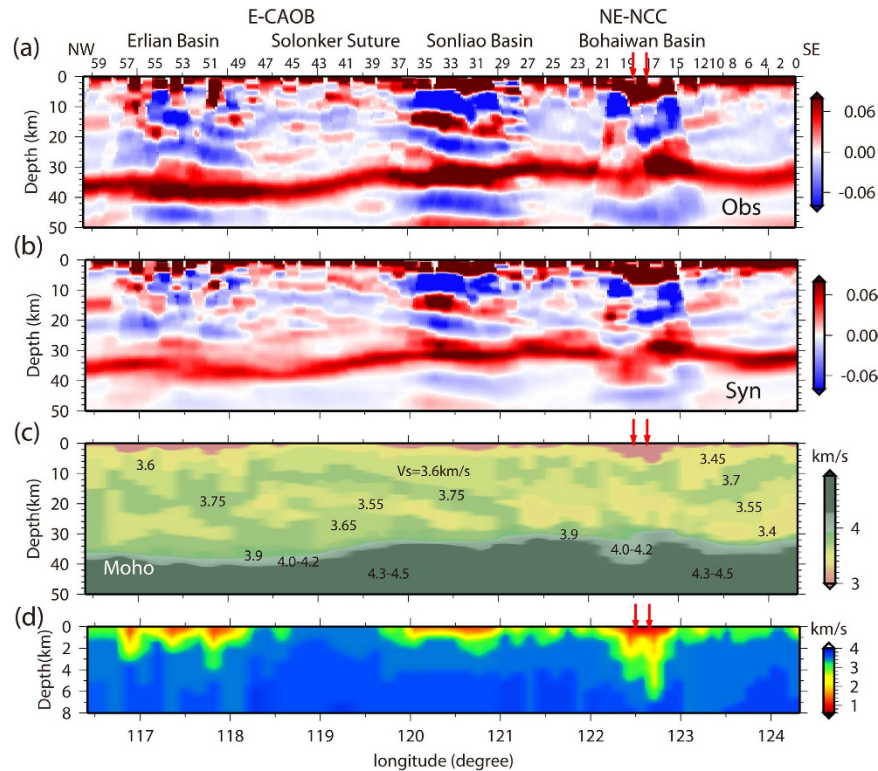 E-CAOB NE-NCC
(a) NW Erlian Basin Solonker Suture Sonliao Basin Bohaiwan Basin SE
59 57 55 53 51 49 47 45 43 41 39 37 35 33 31 29 27 25 23 21 19 17 15 12 10 8 6 4 2 0
0
10
20
30
40
50
Depth (km)
Obs
0.06
0.00
-0.06
(b)
0
10
20
30
40
50
Depth (km)
Syn
0.06
0.00
-0.06
(c)
0
10
20
30
40
50
Depth(km)
3.6 Vs=3.6km/s 3.45
3.7
3.75 3.55 3.75 3.55
3.65 3.4
3.9 3.9
Moho 4.0-4.2 4.0-4.2
4.3-4.5 4.3-4.5
km/s
4
3
(d)
0
2
4
6
8
Depth(km)
km/s
4
3
2
1
117 118 119 120 121 122 123 124
longitude (degree)